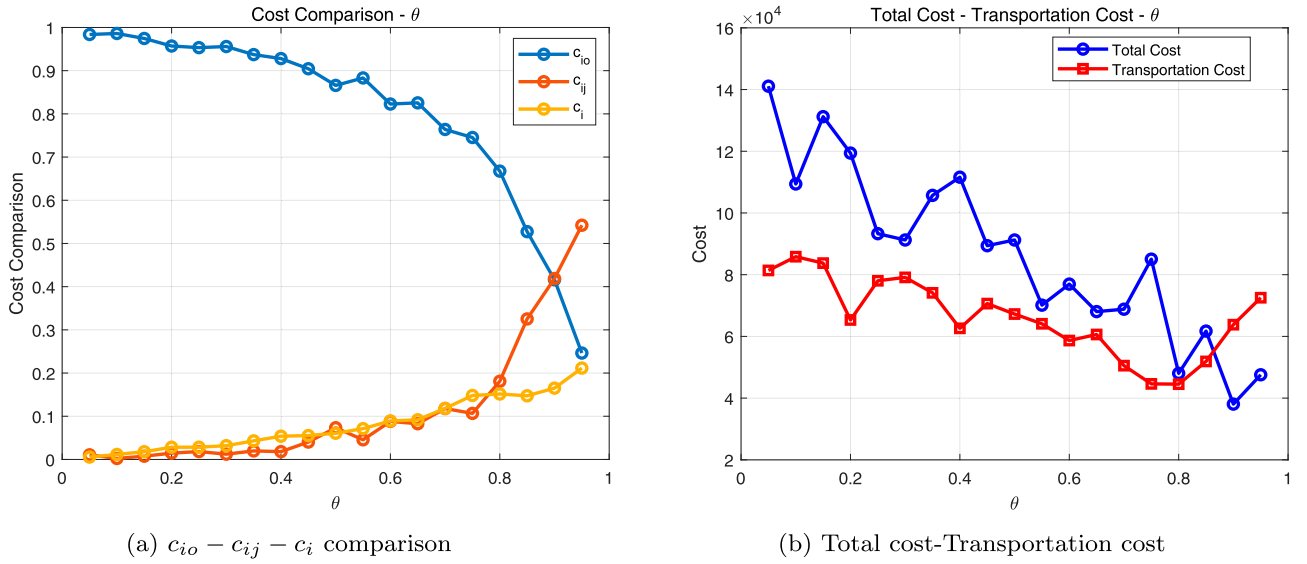 Cost Comparison - θ
1
0.9
0.8
0.7
0.6
0.5
0.4
0.3
0.2
0.1
0
Cost Comparison
0 0.2 0.4 0.6 0.8 1
θ
c_io
c_ij
c_i
(a) c_io − c_ij − c_i comparison
Total Cost - Transportation Cost - θ
×10^4
16
14
12
10
8
6
4
2
Cost
0 0.2 0.4 0.6 0.8 1
θ
Total Cost
Transportation Cost
(b) Total cost-Transportation cost